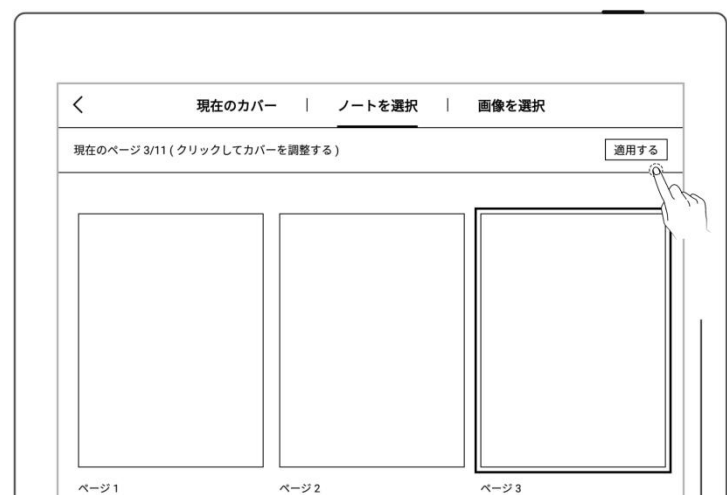 現在のカバー | ノートを選択 | 画像を選択
現在のページ 3/11 ( クリックしてカバーを調整する ) 適用する
ページ 1 ページ 2 ページ 3